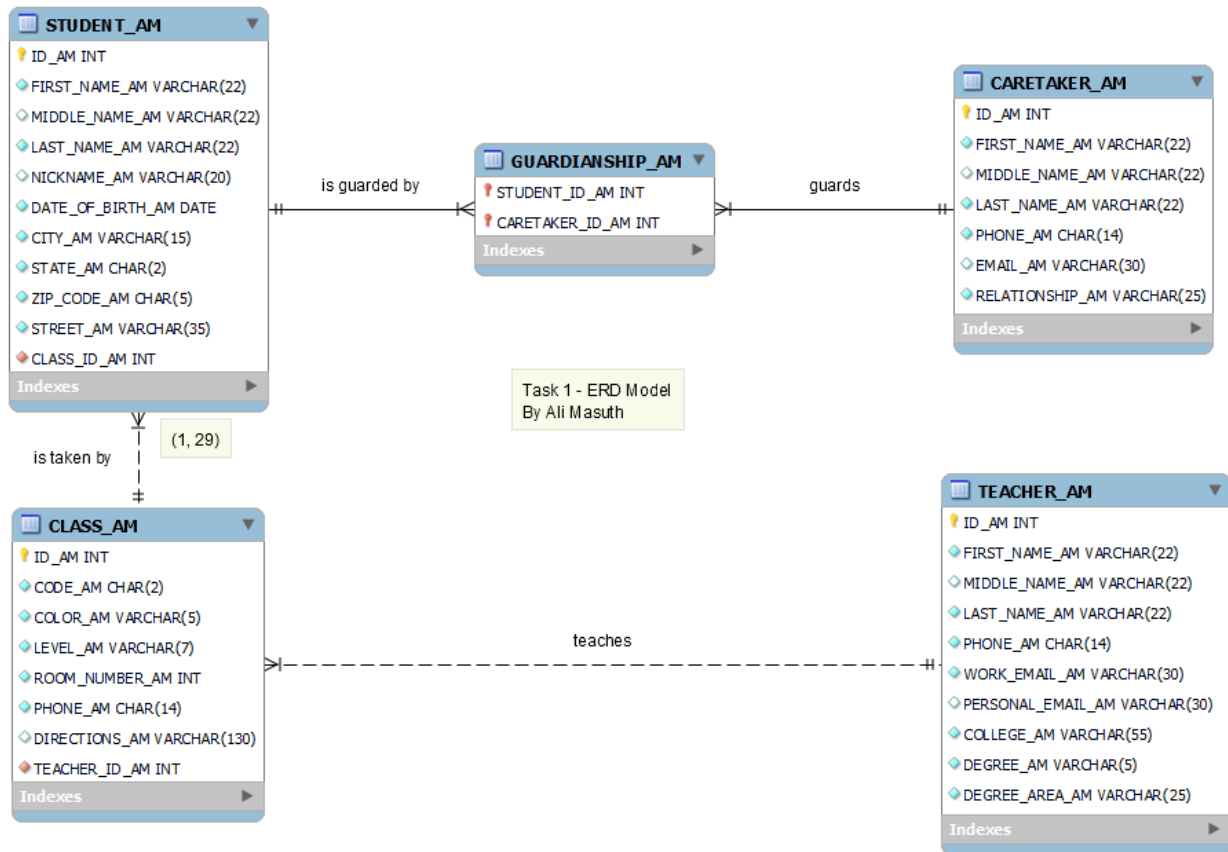 STUDENT_AM
ID_AM INT
FIRST_NAME_AM VARCHAR(22)
MIDDLE_NAME_AM VARCHAR(22)
LAST_NAME_AM VARCHAR(22)
NICKNAME_AM VARCHAR(20)
DATE_OF_BIRTH_AM DATE
CITY_AM VARCHAR(15)
STATE_AM CHAR(2)
ZIP_CODE_AM CHAR(5)
STREET_AM VARCHAR(35)
CLASS_ID_AM INT
Indexes
is guarded by
GUARDIANSHIP_AM
STUDENT_ID_AM INT
CARETAKER_ID_AM INT
Indexes
guards
CARETAKER_AM
ID_AM INT
FIRST_NAME_AM VARCHAR(22)
MIDDLE_NAME_AM VARCHAR(22)
LAST_NAME_AM VARCHAR(22)
PHONE_AM CHAR(14)
EMAIL_AM VARCHAR(30)
RELATIONSHIP_AM VARCHAR(25)
Indexes
Task 1 - ERD Model
By Ali Masuth
(1, 29)
is taken by
CLASS_AM
ID_AM INT
CODE_AM CHAR(2)
COLOR_AM VARCHAR(5)
LEVEL_AM VARCHAR(7)
ROOM_NUMBER_AM INT
PHONE_AM CHAR(14)
DIRECTIONS_AM VARCHAR(130)
TEACHER_ID_AM INT
Indexes
teaches
TEACHER_AM
ID_AM INT
FIRST_NAME_AM VARCHAR(22)
MIDDLE_NAME_AM VARCHAR(22)
LAST_NAME_AM VARCHAR(22)
PHONE_AM CHAR(14)
WORK_EMAIL_AM VARCHAR(30)
PERSONAL_EMAIL_AM VARCHAR(30)
COLLEGE_AM VARCHAR(55)
DEGREE_AM VARCHAR(5)
DEGREE_AREA_AM VARCHAR(25)
Indexes